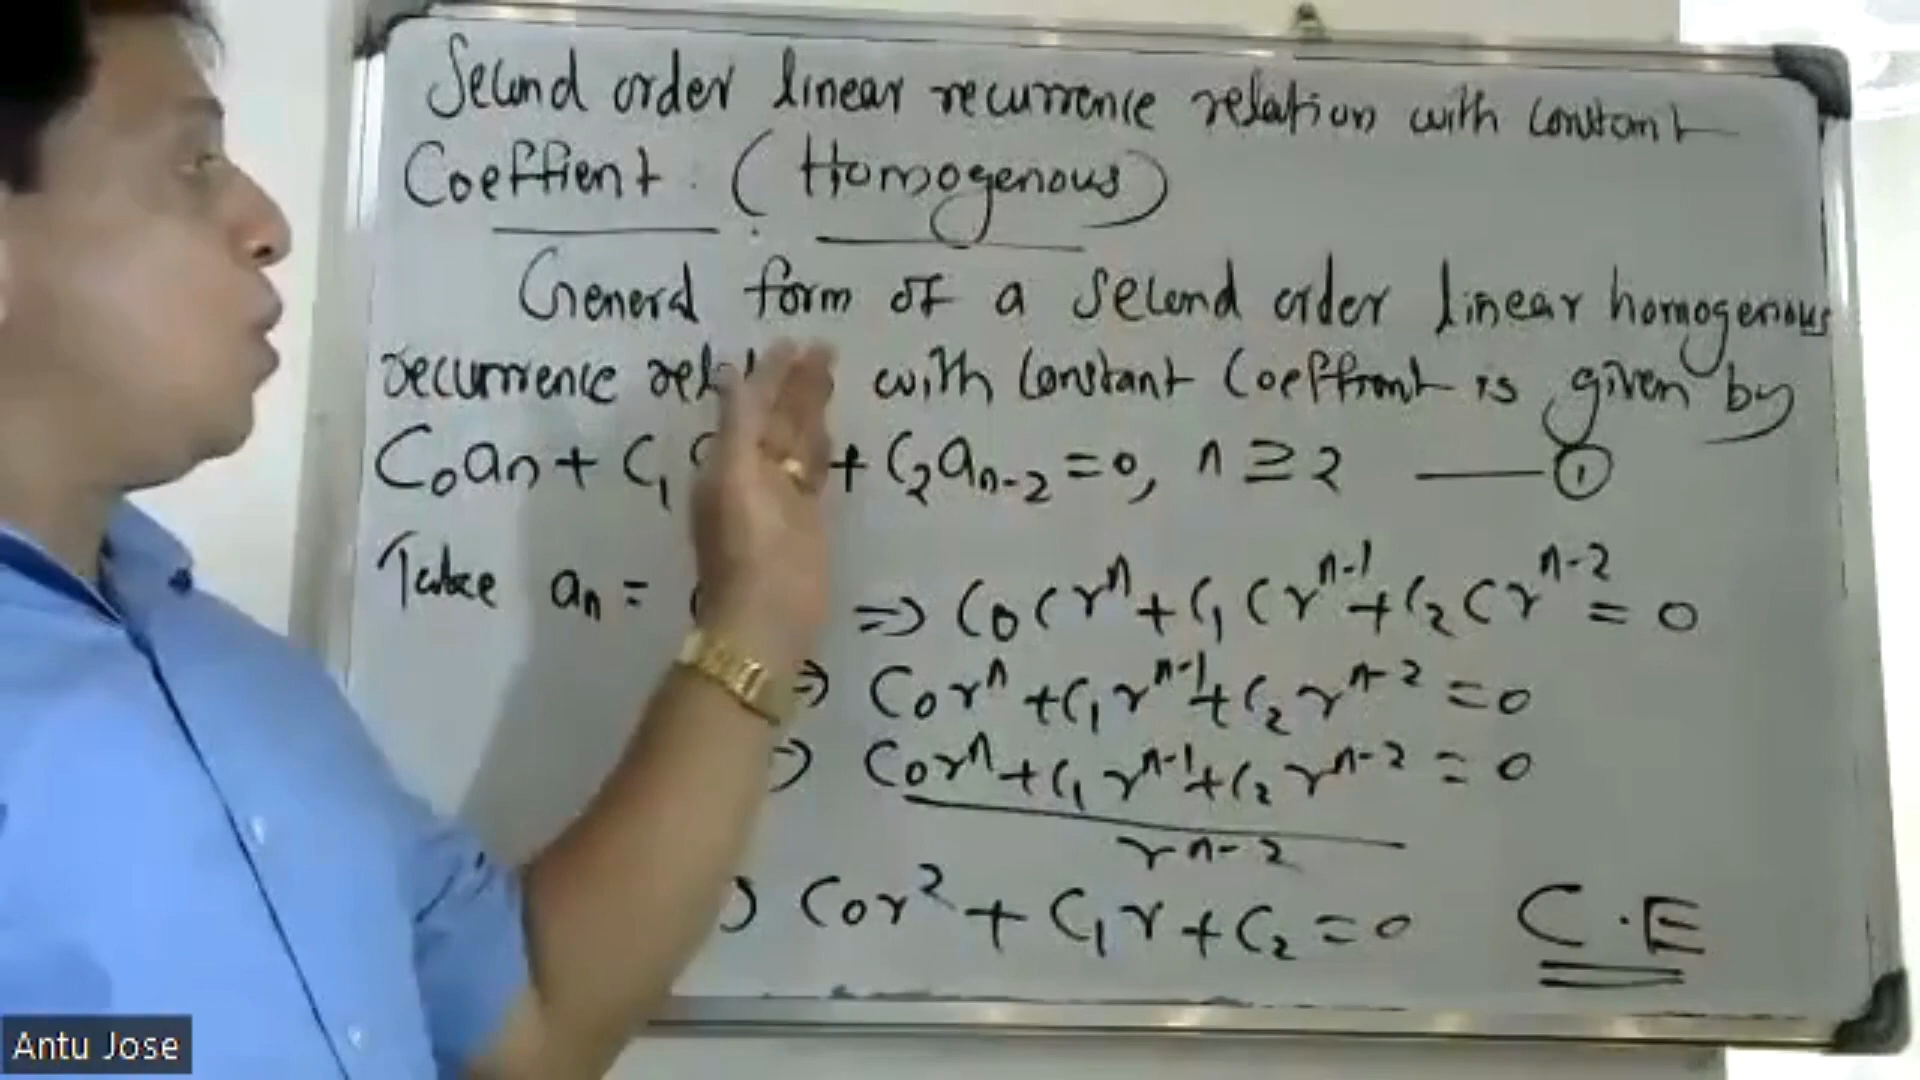 Second order linear recurrence relation with constant
Coeffient. (Homogenous)
General form of a second order linear homogenous
recurrence with constant Coeffient is given by
C₀aₙ + C₁ + C₂aₙ₋₂ = 0, n ≥ 2 —— ①
Take aₙ = ⇒ C₀Crⁿ + C₁Crⁿ⁻¹ + C₂Crⁿ⁻² = 0
⇒ C₀rⁿ + C₁rⁿ⁻¹ + C₂rⁿ⁻² = 0
⇒ C₀rⁿ + C₁rⁿ⁻¹ + C₂rⁿ⁻² = 0
rⁿ⁻²
⇒ C₀r² + C₁r + C₂ = 0 C.E
Antu Jose